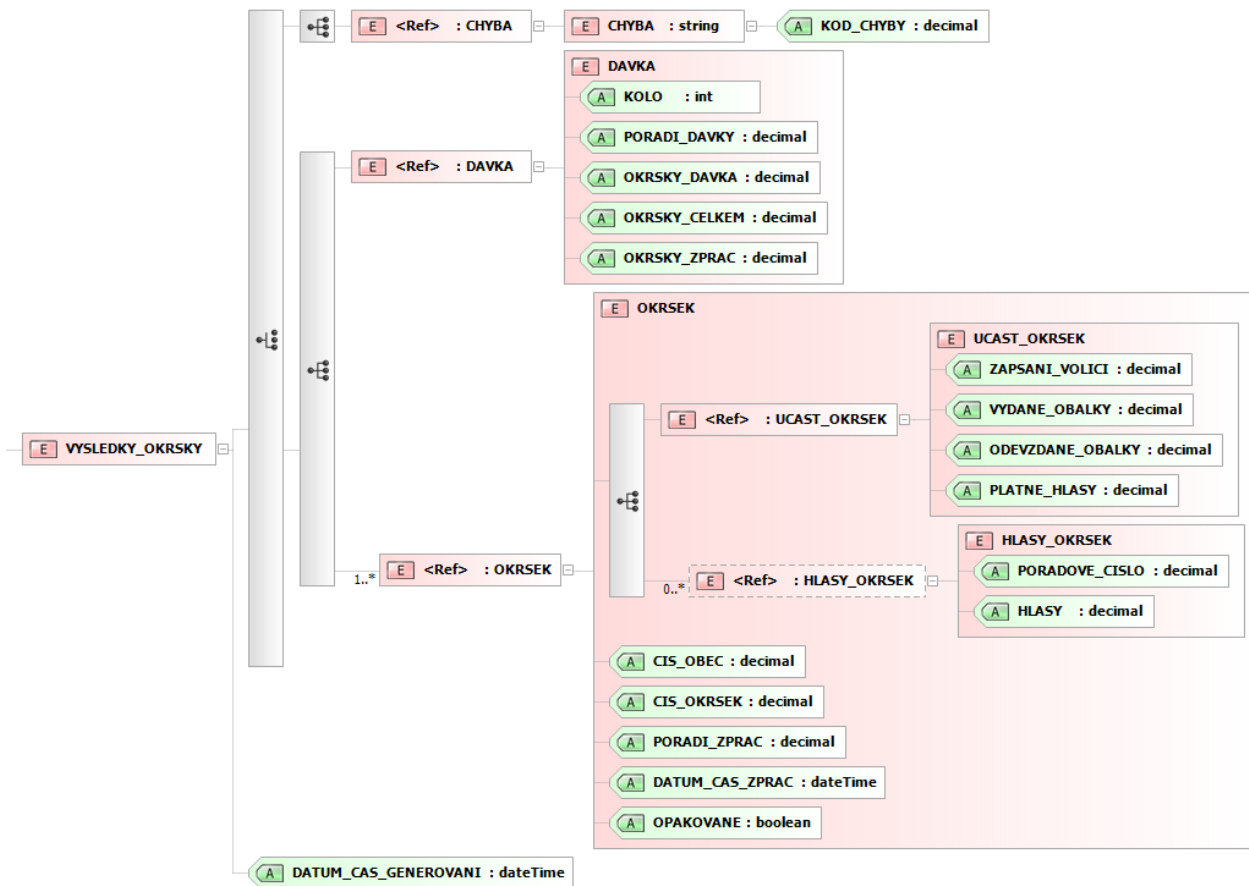 E <Ref> : CHYBA
E CHYBA : string
A KOD_CHYBY : decimal
E DAVKA
A KOLO : int
A PORADI_DAVKY : decimal
E <Ref> : DAVKA
A OKRSKY_DAVKA : decimal
A OKRSKY_CELKEM : decimal
A OKRSKY_ZPRAC : decimal
E OKRSEK
E UCAST_OKRSEK
A ZAPSANI_VOLICI : decimal
E <Ref> : UCAST_OKRSEK
A VYDANE_OBALKY : decimal
E VYSLEDKY_OKRSKY
A ODEVZDANE_OBALKY : decimal
A PLATNE_HLASY : decimal
E HLASY_OKRSEK
1..* E <Ref> : OKRSEK
0..* E <Ref> : HLASY_OKRSEK
A PORADOVE_CISLO : decimal
A HLASY : decimal
A CIS_OBEC : decimal
A CIS_OKRSEK : decimal
A PORADI_ZPRAC : decimal
A DATUM_CAS_ZPRAC : dateTime
A OPAKOVANE : boolean
A DATUM_CAS_GENEROVANI : dateTime